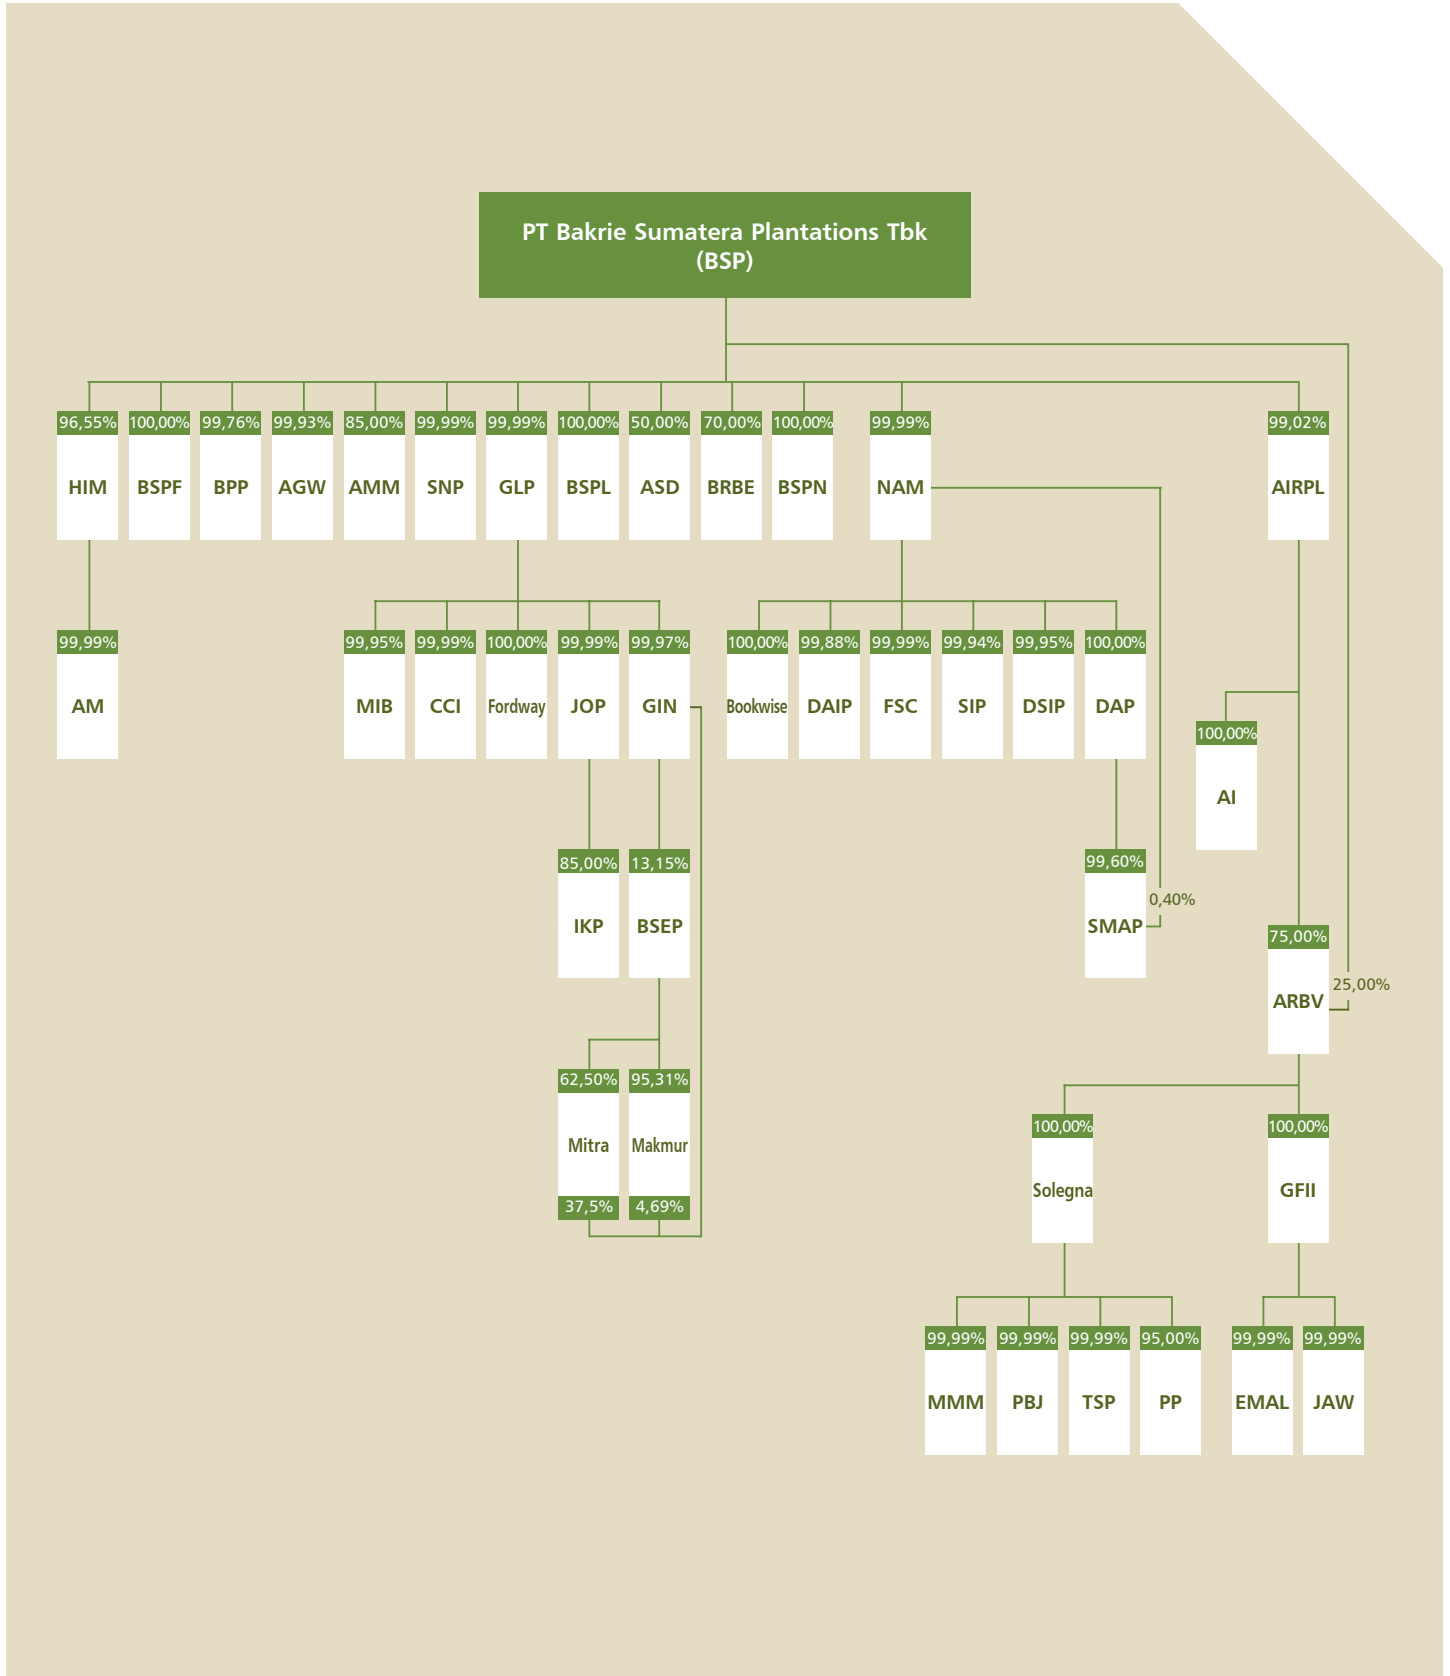 PT Bakrie Sumatera Plantations Tbk
(BSP)
96,55% 100,00% 99,76% 99,93% 85,00% 99,99% 99,99% 100,00% 50,00% 70,00% 100,00% 99,99% 99,02%
HIM BSPF BPP AGW AMM SNP GLP BSPL ASD BRBE BSPN NAM AIRPL
99,99% 99,95% 99,99% 100,00% 99,99% 99,97% 100,00% 99,88% 99,99% 99,94% 99,95% 100,00%
AM MIB CCI Fordway JOP GIN Bookwise DAIP FSC SIP DSIP DAP
100,00%
AI
85,00% 13,15% 99,60%
0,40%
IKP BSEP SMAP
75,00%
25,00%
ARBV
62,50% 95,31%
Mitra Makmur
37,5% 4,69%
100,00% 100,00%
Solegna GFII
99,99% 99,99% 99,99% 95,00% 99,99% 99,99%
MMM PBJ TSP PP EMAL JAW